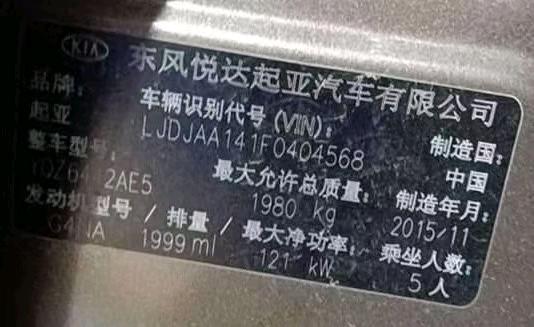 KIA 东风悦达起亚汽车有限公司
品牌: 车辆识别代号(VIN): 制造国:
起亚 LJDJAA141F0404568 中国
整车型号: 最大允许总质量: 制造年月:
2AE5 1980 kg 2015/11
发动机型号/排量/最大净功率: 乘坐人数:
G4NA 1999 ml 121 kW 5人